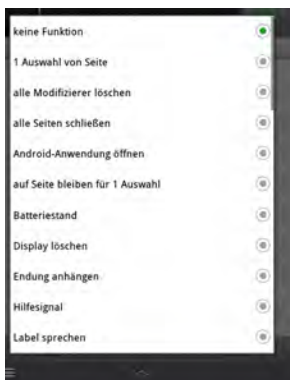 keine Funktion
1 Auswahl von Seite
alle Modifizierer löschen
alle Seiten schließen
Android-Anwendung öffnen
auf Seite bleiben für 1 Auswahl
Batteriestand
Display löschen
Endung anhängen
Hilfesignal
Label sprechen